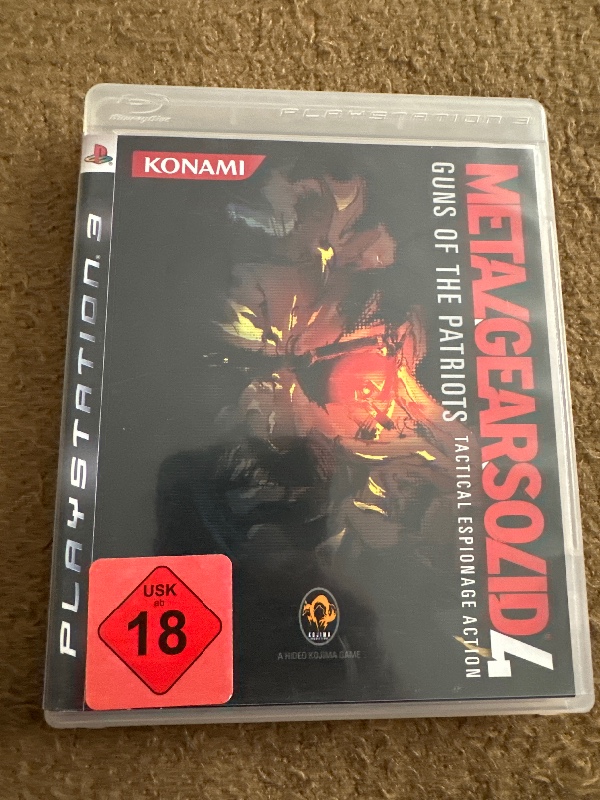 Blu-ray Disc
PLAYSTATION 3
PLAYSTATION 3
KONAMI
METAL GEAR SOLID 4
GUNS OF THE PATRIOTS
TACTICAL ESPIONAGE ACTION
USK
ab
18
KOJIMA
A HIDEO KOJIMA GAME